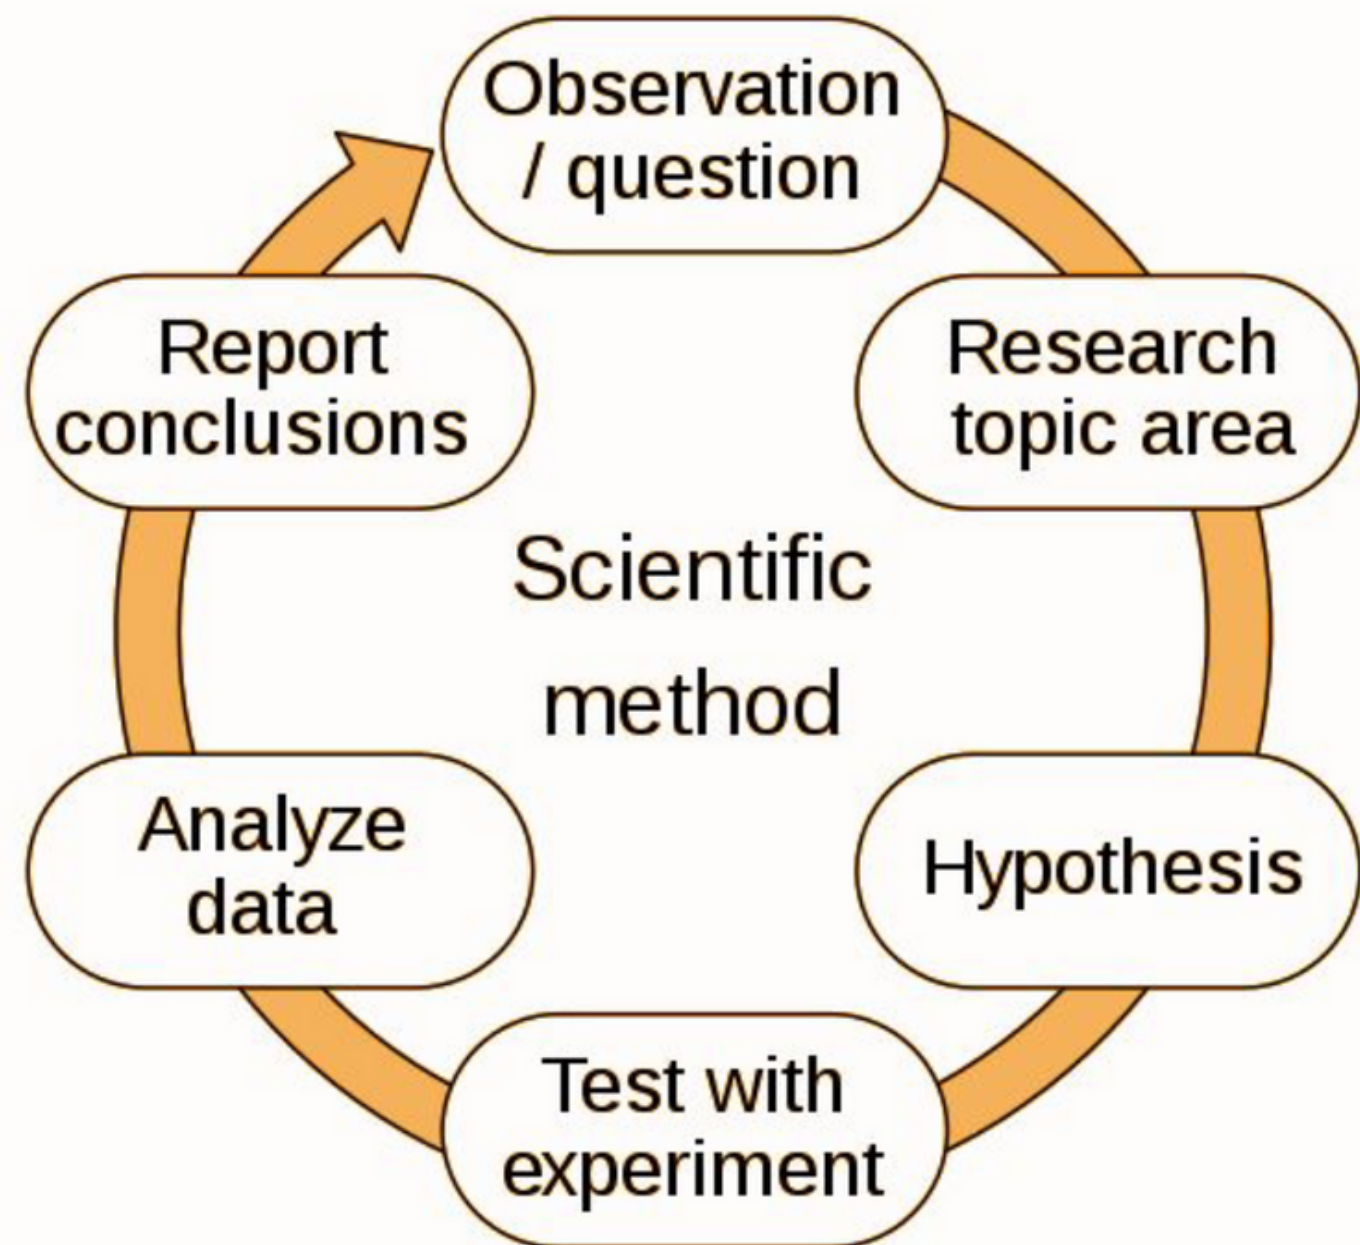 Observation
/ question
Research
topic area
Hypothesis
Test with
experiment
Analyze
data
Report
conclusions
Scientific
method